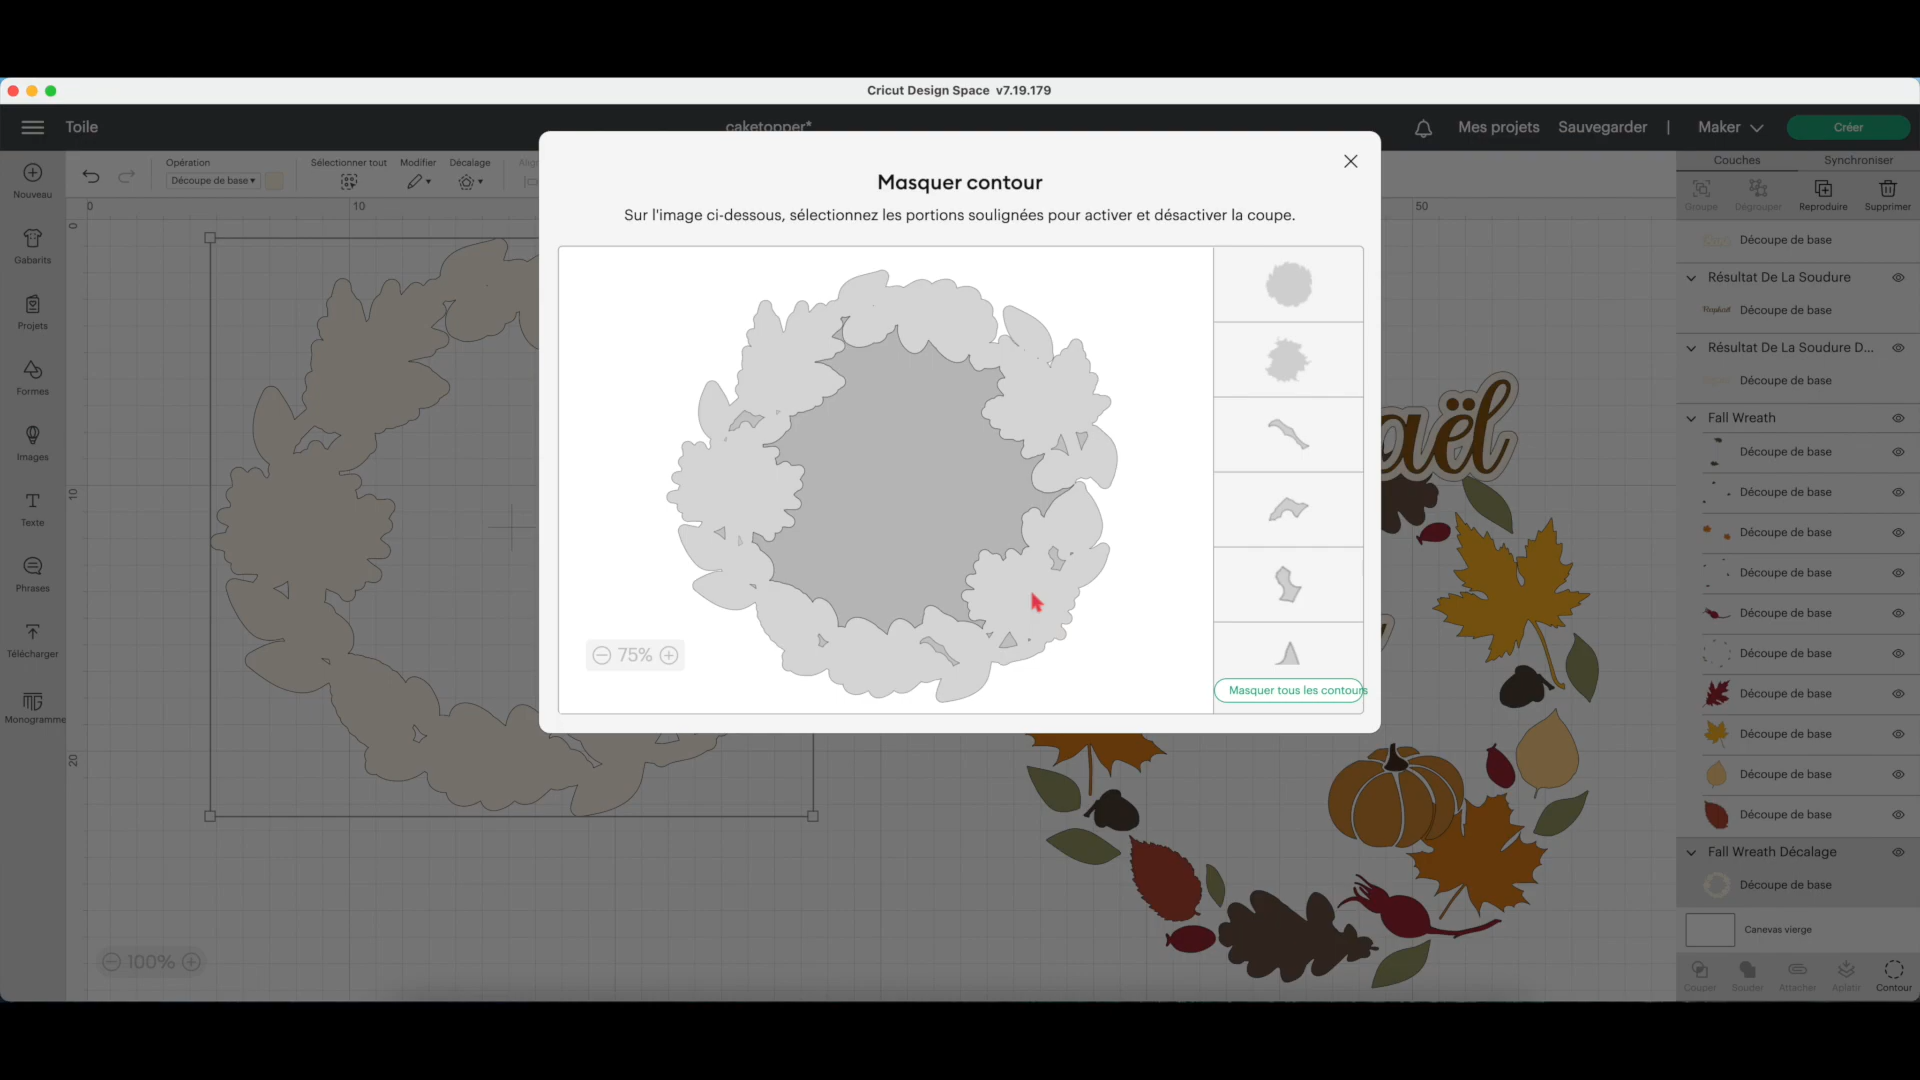 Cricut Design Space v7.19.179
Toile
caketopper*
Mes projets
Sauvegarder
|
Maker
Créer
Nouveau
Gabarits
Projets
Formes
Images
Texte
Phrases
Télécharger
Monogramme
Opération
Découpe de base
Sélectionner tout
Modifier
Décalage
0
10
50
0
10
20
100%
Masquer contour
Sur l'image ci-dessous, sélectionnez les portions soulignées pour activer et désactiver la coupe.
75%
Masquer tous les contours
aël
Couches
Synchroniser
Groupe
Dégrouper
Reproduire
Supprimer
Découpe de base
Résultat De La Soudure
Raphaël
Découpe de base
Résultat De La Soudure D...
Découpe de base
Fall Wreath
Découpe de base
Découpe de base
Découpe de base
Découpe de base
Découpe de base
Découpe de base
Découpe de base
Découpe de base
Découpe de base
Découpe de base
Fall Wreath Décalage
Découpe de base
Canevas vierge
Couper
Souder
Attacher
Aplatir
Contour